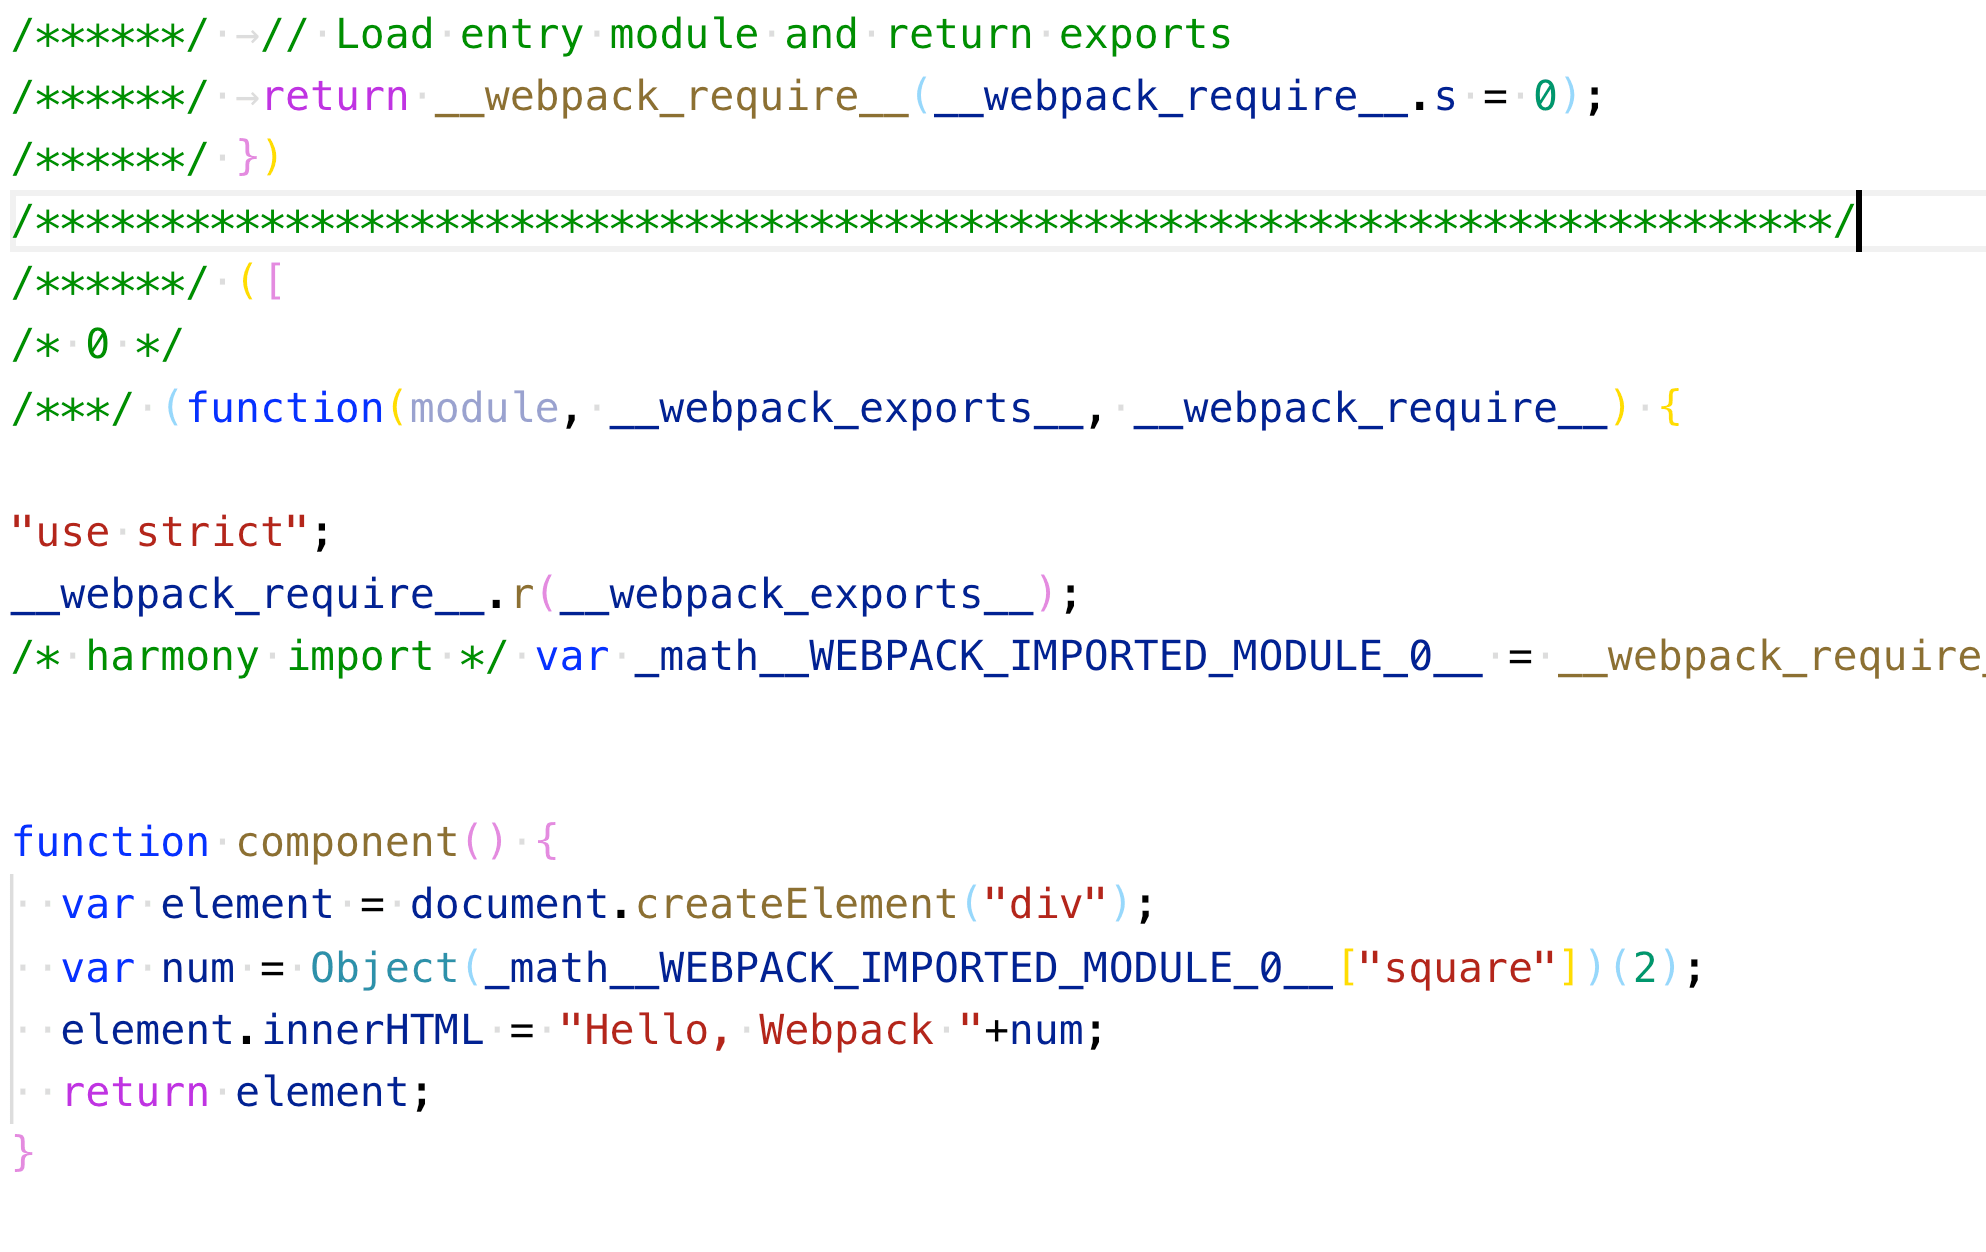 /******/ 	// Load entry module and return exports
/******/ 	return __webpack_require__(__webpack_require__.s = 0);
/******/ })
/************************************************************************/
/******/ ([
/* 0 */
/***/ (function(module, __webpack_exports__, __webpack_require__) {
"use strict";
__webpack_require__.r(__webpack_exports__);
/* harmony import */ var _math__WEBPACK_IMPORTED_MODULE_0__ = __webpack_require_
function component() {
  var element = document.createElement("div");
  var num = Object(_math__WEBPACK_IMPORTED_MODULE_0__["square"])(2);
  element.innerHTML = "Hello, Webpack "+num;
  return element;
}